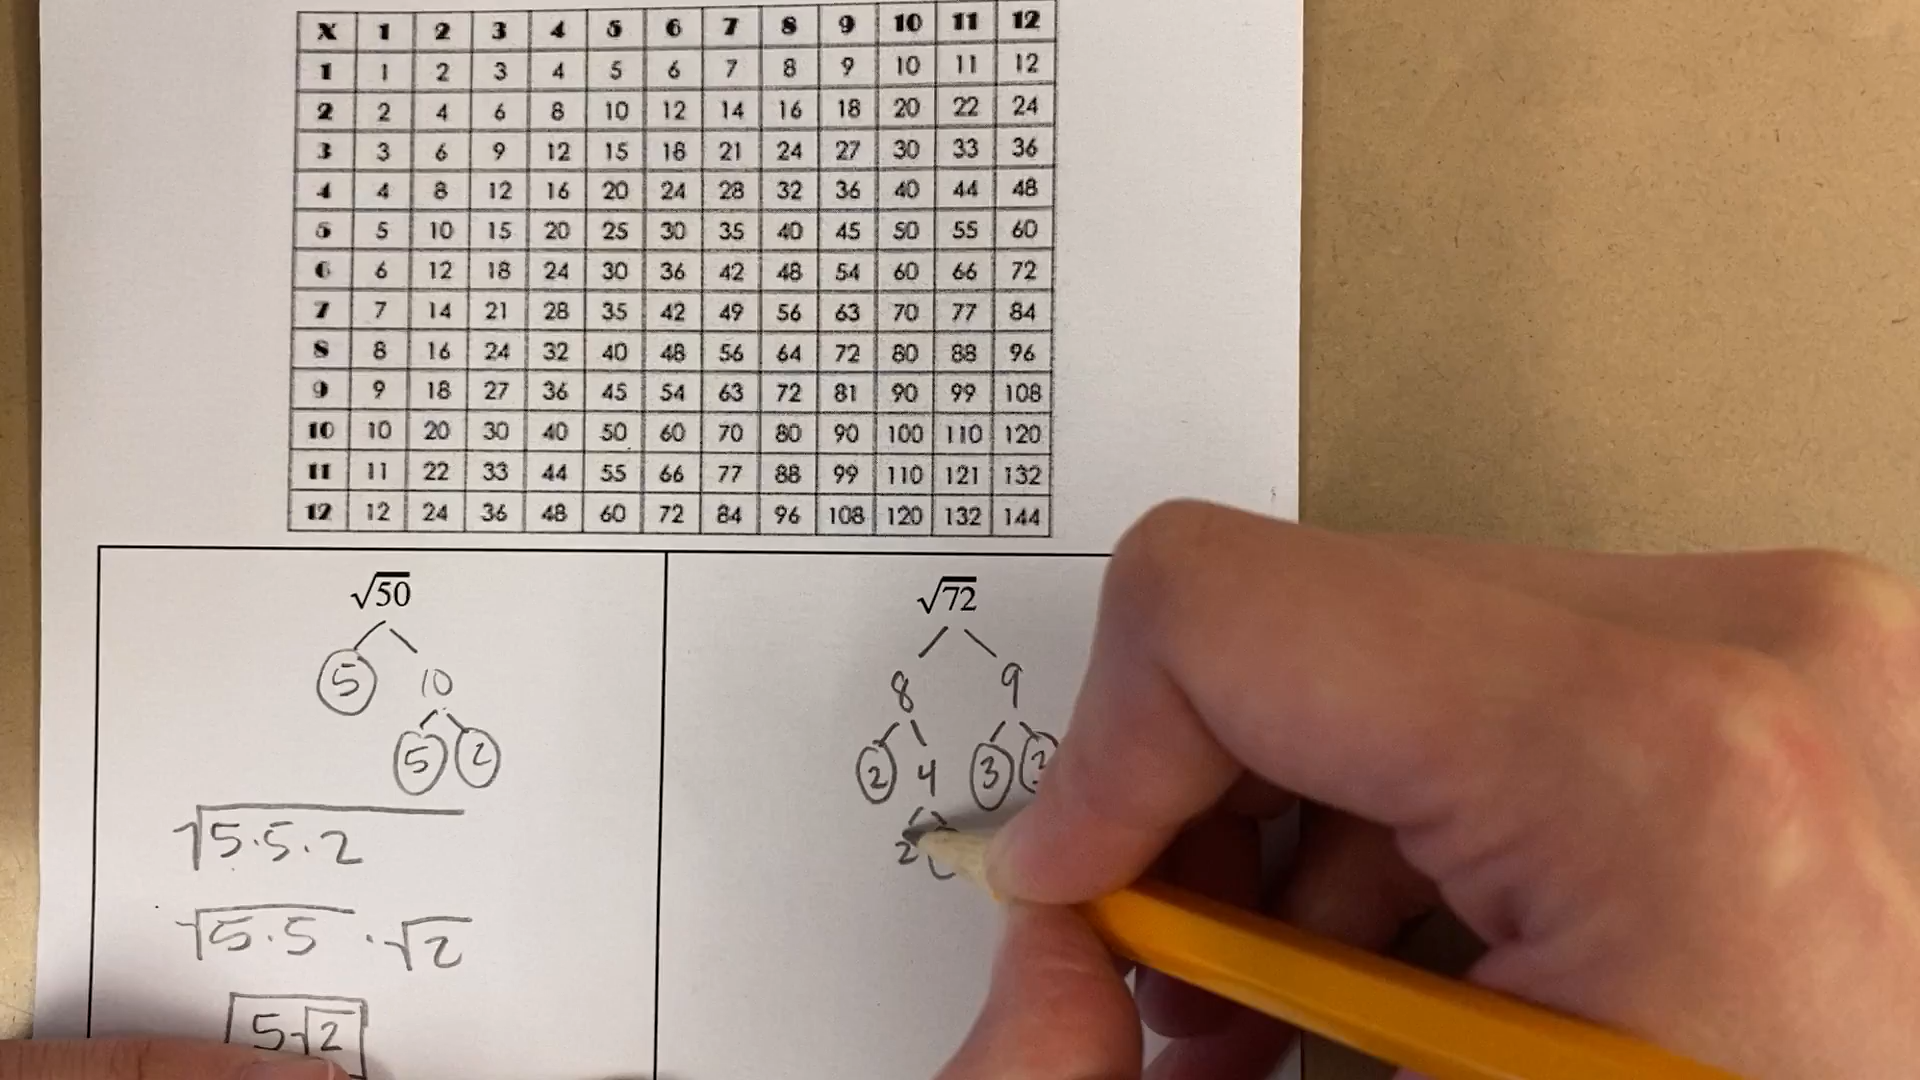 X 1 2 3 4 5 6 7 8 9 10 11 12
1 1 2 3 4 5 6 7 8 9 10 11 12
2 2 4 6 8 10 12 14 16 18 20 22 24
3 3 6 9 12 15 18 21 24 27 30 33 36
4 4 8 12 16 20 24 28 32 36 40 44 48
5 5 10 15 20 25 30 35 40 45 50 55 60
6 6 12 18 24 30 36 42 48 54 60 66 72
7 7 14 21 28 35 42 49 56 63 70 77 84
8 8 16 24 32 40 48 56 64 72 80 88 96
9 9 18 27 36 45 54 63 72 81 90 99 108
10 10 20 30 40 50 60 70 80 90 100 110 120
11 11 22 33 44 55 66 77 88 99 110 121 132
12 12 24 36 48 60 72 84 96 108 120 132 144
√50
5 10
5 2
√5·5·2
√5·5 · √2
5√2
√72
8 9
2 4 3
2